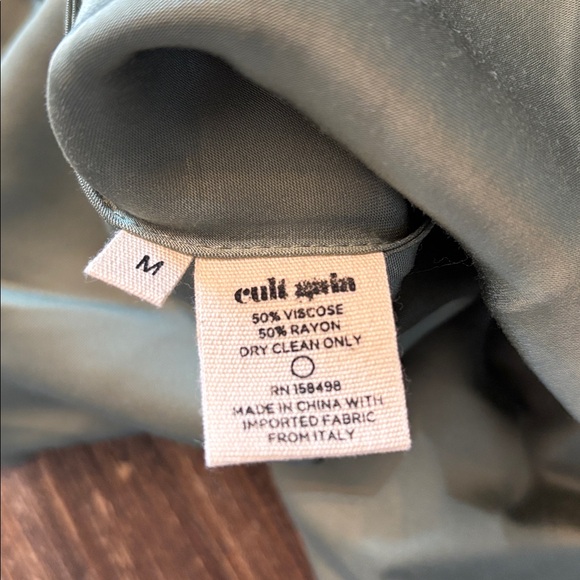 M
cult gaia
50% VISCOSE
50% RAYON
DRY CLEAN ONLY
RN 158498
MADE IN CHINA WITH
IMPORTED FABRIC
FROM ITALY